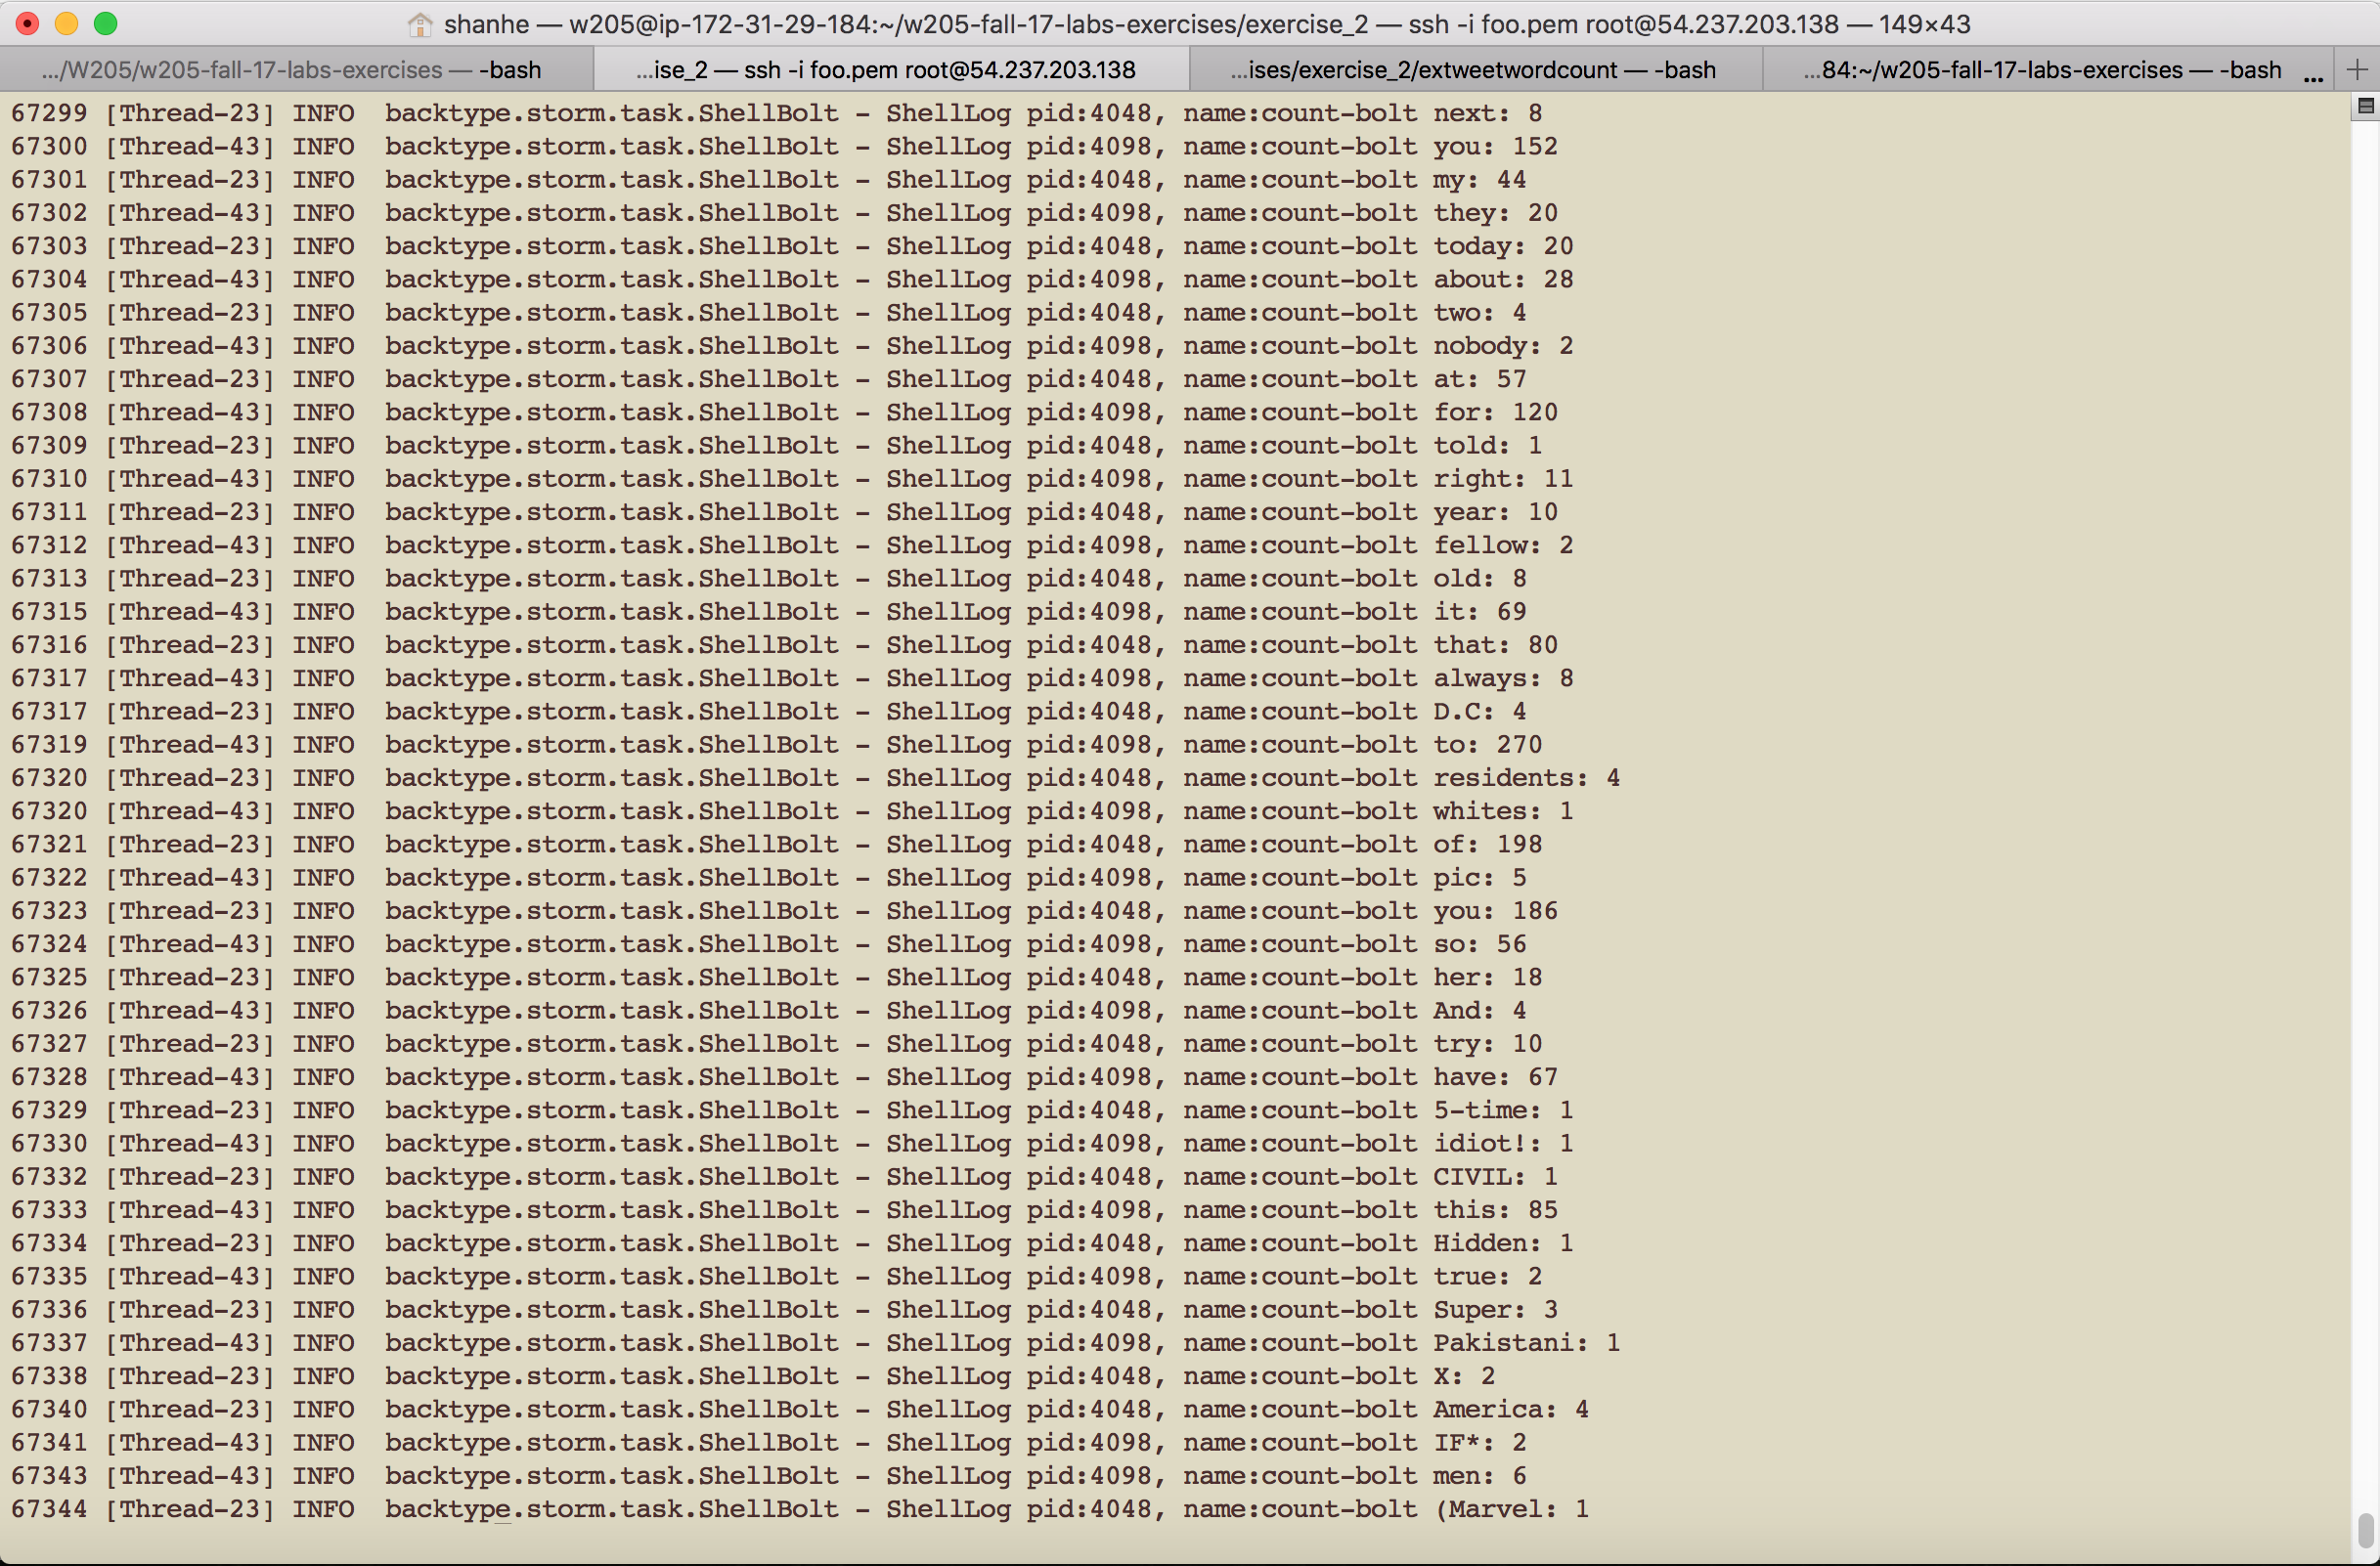 shanhe — w205@ip-172-31-29-184:~/w205-fall-17-labs-exercises/exercise_2 — ssh -i foo.pem root@54.237.203.138 — 149×43
.../W205/w205-fall-17-labs-exercises — -bash ...ise_2 — ssh -i foo.pem root@54.237.203.138 ...ises/exercise_2/extweetwordcount — -bash ...84:~/w205-fall-17-labs-exercises — -bash ... +
67299 [Thread-23] INFO  backtype.storm.task.ShellBolt - ShellLog pid:4048, name:count-bolt next: 8
67300 [Thread-43] INFO  backtype.storm.task.ShellBolt - ShellLog pid:4098, name:count-bolt you: 152
67301 [Thread-23] INFO  backtype.storm.task.ShellBolt - ShellLog pid:4048, name:count-bolt my: 44
67302 [Thread-43] INFO  backtype.storm.task.ShellBolt - ShellLog pid:4098, name:count-bolt they: 20
67303 [Thread-23] INFO  backtype.storm.task.ShellBolt - ShellLog pid:4048, name:count-bolt today: 20
67304 [Thread-43] INFO  backtype.storm.task.ShellBolt - ShellLog pid:4098, name:count-bolt about: 28
67305 [Thread-23] INFO  backtype.storm.task.ShellBolt - ShellLog pid:4048, name:count-bolt two: 4
67306 [Thread-43] INFO  backtype.storm.task.ShellBolt - ShellLog pid:4098, name:count-bolt nobody: 2
67307 [Thread-23] INFO  backtype.storm.task.ShellBolt - ShellLog pid:4048, name:count-bolt at: 57
67308 [Thread-43] INFO  backtype.storm.task.ShellBolt - ShellLog pid:4098, name:count-bolt for: 120
67309 [Thread-23] INFO  backtype.storm.task.ShellBolt - ShellLog pid:4048, name:count-bolt told: 1
67310 [Thread-43] INFO  backtype.storm.task.ShellBolt - ShellLog pid:4098, name:count-bolt right: 11
67311 [Thread-23] INFO  backtype.storm.task.ShellBolt - ShellLog pid:4048, name:count-bolt year: 10
67312 [Thread-43] INFO  backtype.storm.task.ShellBolt - ShellLog pid:4098, name:count-bolt fellow: 2
67313 [Thread-23] INFO  backtype.storm.task.ShellBolt - ShellLog pid:4048, name:count-bolt old: 8
67315 [Thread-43] INFO  backtype.storm.task.ShellBolt - ShellLog pid:4098, name:count-bolt it: 69
67316 [Thread-23] INFO  backtype.storm.task.ShellBolt - ShellLog pid:4048, name:count-bolt that: 80
67317 [Thread-43] INFO  backtype.storm.task.ShellBolt - ShellLog pid:4098, name:count-bolt always: 8
67317 [Thread-23] INFO  backtype.storm.task.ShellBolt - ShellLog pid:4048, name:count-bolt D.C: 4
67319 [Thread-43] INFO  backtype.storm.task.ShellBolt - ShellLog pid:4098, name:count-bolt to: 270
67320 [Thread-23] INFO  backtype.storm.task.ShellBolt - ShellLog pid:4048, name:count-bolt residents: 4
67320 [Thread-43] INFO  backtype.storm.task.ShellBolt - ShellLog pid:4098, name:count-bolt whites: 1
67321 [Thread-23] INFO  backtype.storm.task.ShellBolt - ShellLog pid:4048, name:count-bolt of: 198
67322 [Thread-43] INFO  backtype.storm.task.ShellBolt - ShellLog pid:4098, name:count-bolt pic: 5
67323 [Thread-23] INFO  backtype.storm.task.ShellBolt - ShellLog pid:4048, name:count-bolt you: 186
67324 [Thread-43] INFO  backtype.storm.task.ShellBolt - ShellLog pid:4098, name:count-bolt so: 56
67325 [Thread-23] INFO  backtype.storm.task.ShellBolt - ShellLog pid:4048, name:count-bolt her: 18
67326 [Thread-43] INFO  backtype.storm.task.ShellBolt - ShellLog pid:4098, name:count-bolt And: 4
67327 [Thread-23] INFO  backtype.storm.task.ShellBolt - ShellLog pid:4048, name:count-bolt try: 10
67328 [Thread-43] INFO  backtype.storm.task.ShellBolt - ShellLog pid:4098, name:count-bolt have: 67
67329 [Thread-23] INFO  backtype.storm.task.ShellBolt - ShellLog pid:4048, name:count-bolt 5-time: 1
67330 [Thread-43] INFO  backtype.storm.task.ShellBolt - ShellLog pid:4098, name:count-bolt idiot!: 1
67332 [Thread-23] INFO  backtype.storm.task.ShellBolt - ShellLog pid:4048, name:count-bolt CIVIL: 1
67333 [Thread-43] INFO  backtype.storm.task.ShellBolt - ShellLog pid:4098, name:count-bolt this: 85
67334 [Thread-23] INFO  backtype.storm.task.ShellBolt - ShellLog pid:4048, name:count-bolt Hidden: 1
67335 [Thread-43] INFO  backtype.storm.task.ShellBolt - ShellLog pid:4098, name:count-bolt true: 2
67336 [Thread-23] INFO  backtype.storm.task.ShellBolt - ShellLog pid:4048, name:count-bolt Super: 3
67337 [Thread-43] INFO  backtype.storm.task.ShellBolt - ShellLog pid:4098, name:count-bolt Pakistani: 1
67338 [Thread-23] INFO  backtype.storm.task.ShellBolt - ShellLog pid:4048, name:count-bolt X: 2
67340 [Thread-23] INFO  backtype.storm.task.ShellBolt - ShellLog pid:4048, name:count-bolt America: 4
67341 [Thread-43] INFO  backtype.storm.task.ShellBolt - ShellLog pid:4098, name:count-bolt IF*: 2
67343 [Thread-43] INFO  backtype.storm.task.ShellBolt - ShellLog pid:4098, name:count-bolt men: 6
67344 [Thread-23] INFO  backtype.storm.task.ShellBolt - ShellLog pid:4048, name:count-bolt (Marvel: 1